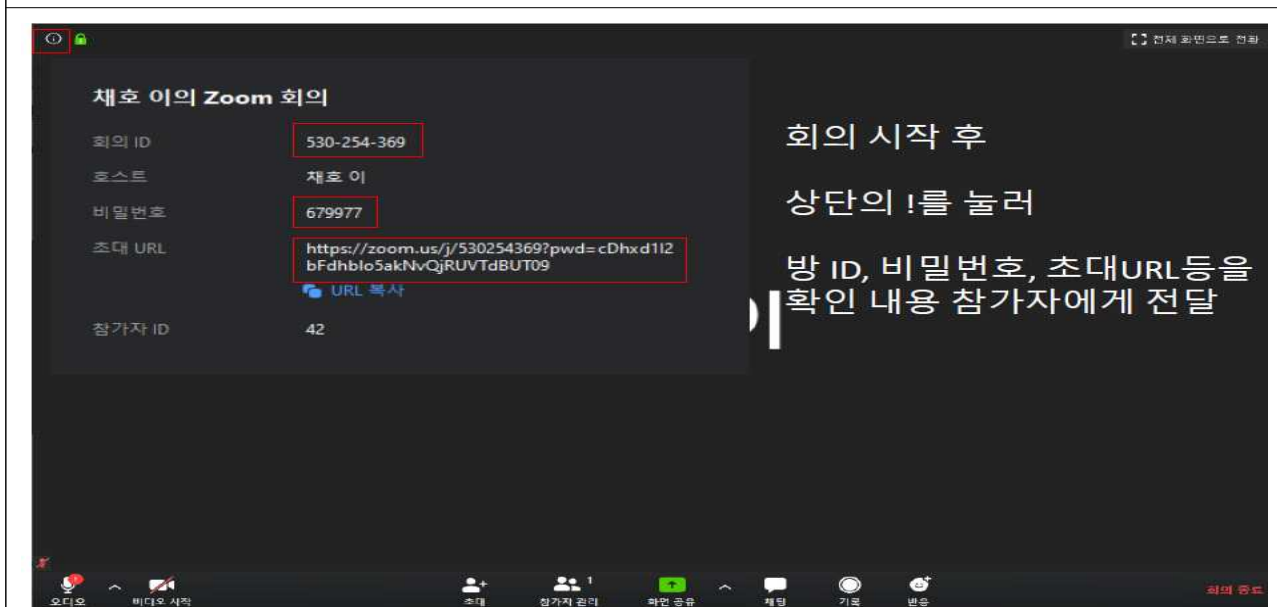 전체 화면으로 전환
채호 이의 Zoom 회의
회의 ID 530-254-369
호스트 채호 이
비밀번호 679977
초대 URL https://zoom.us/j/530254369?pwd=cDhxd1l2
bFdhblo5akNvQjRUVTdBUT09
URL 복사
참가자 ID 42
회의 시작 후
상단의 !를 눌러
방 ID, 비밀번호, 초대URL등을
확인 내용 참가자에게 전달
오디오 비디오 시작 초대 참가자 관리 1 화면 공유 채팅 기록 반응 회의 종료